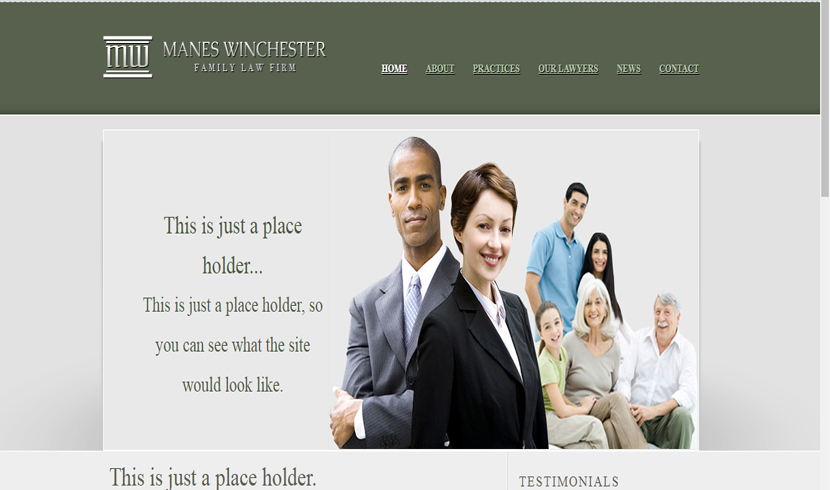 MW
MANES WINCHESTER
FAMILY LAW FIRM
HOME ABOUT PRACTICES OUR LAWYERS NEWS CONTACT
This is just a place
holder...
This is just a place holder, so
you can see what the site
would look like.
This is just a place holder.
TESTIMONIALS